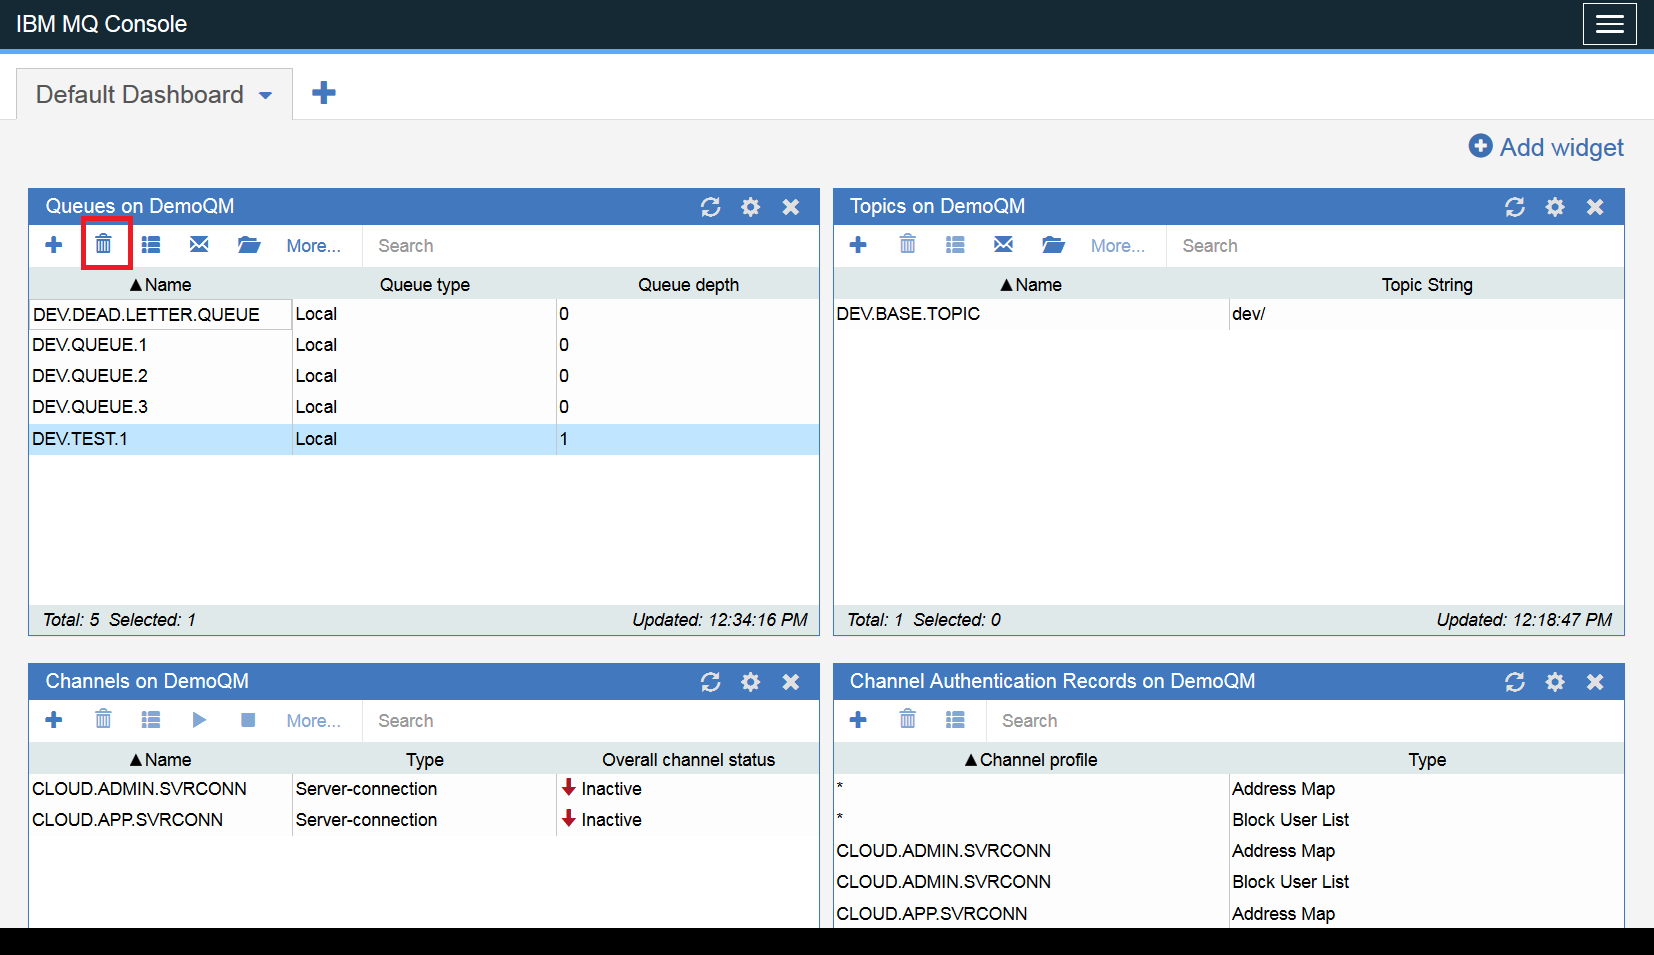 IBM MQ Console
Default Dashboard
Add widget
Queues on DemoQM
More... Search
▲Name Queue type Queue depth
DEV.DEAD.LETTER.QUEUE Local 0
DEV.QUEUE.1 Local 0
DEV.QUEUE.2 Local 0
DEV.QUEUE.3 Local 0
DEV.TEST.1 Local 1
Total: 5 Selected: 1 Updated: 12:34:16 PM
Topics on DemoQM
More... Search
▲Name Topic String
DEV.BASE.TOPIC dev/
Total: 1 Selected: 0 Updated: 12:18:47 PM
Channels on DemoQM
More... Search
▲Name Type Overall channel status
CLOUD.ADMIN.SVRCONN Server-connection Inactive
CLOUD.APP.SVRCONN Server-connection Inactive
Channel Authentication Records on DemoQM
Search
▲Channel profile Type
* Address Map
* Block User List
CLOUD.ADMIN.SVRCONN Address Map
CLOUD.ADMIN.SVRCONN Block User List
CLOUD.APP.SVRCONN Address Map